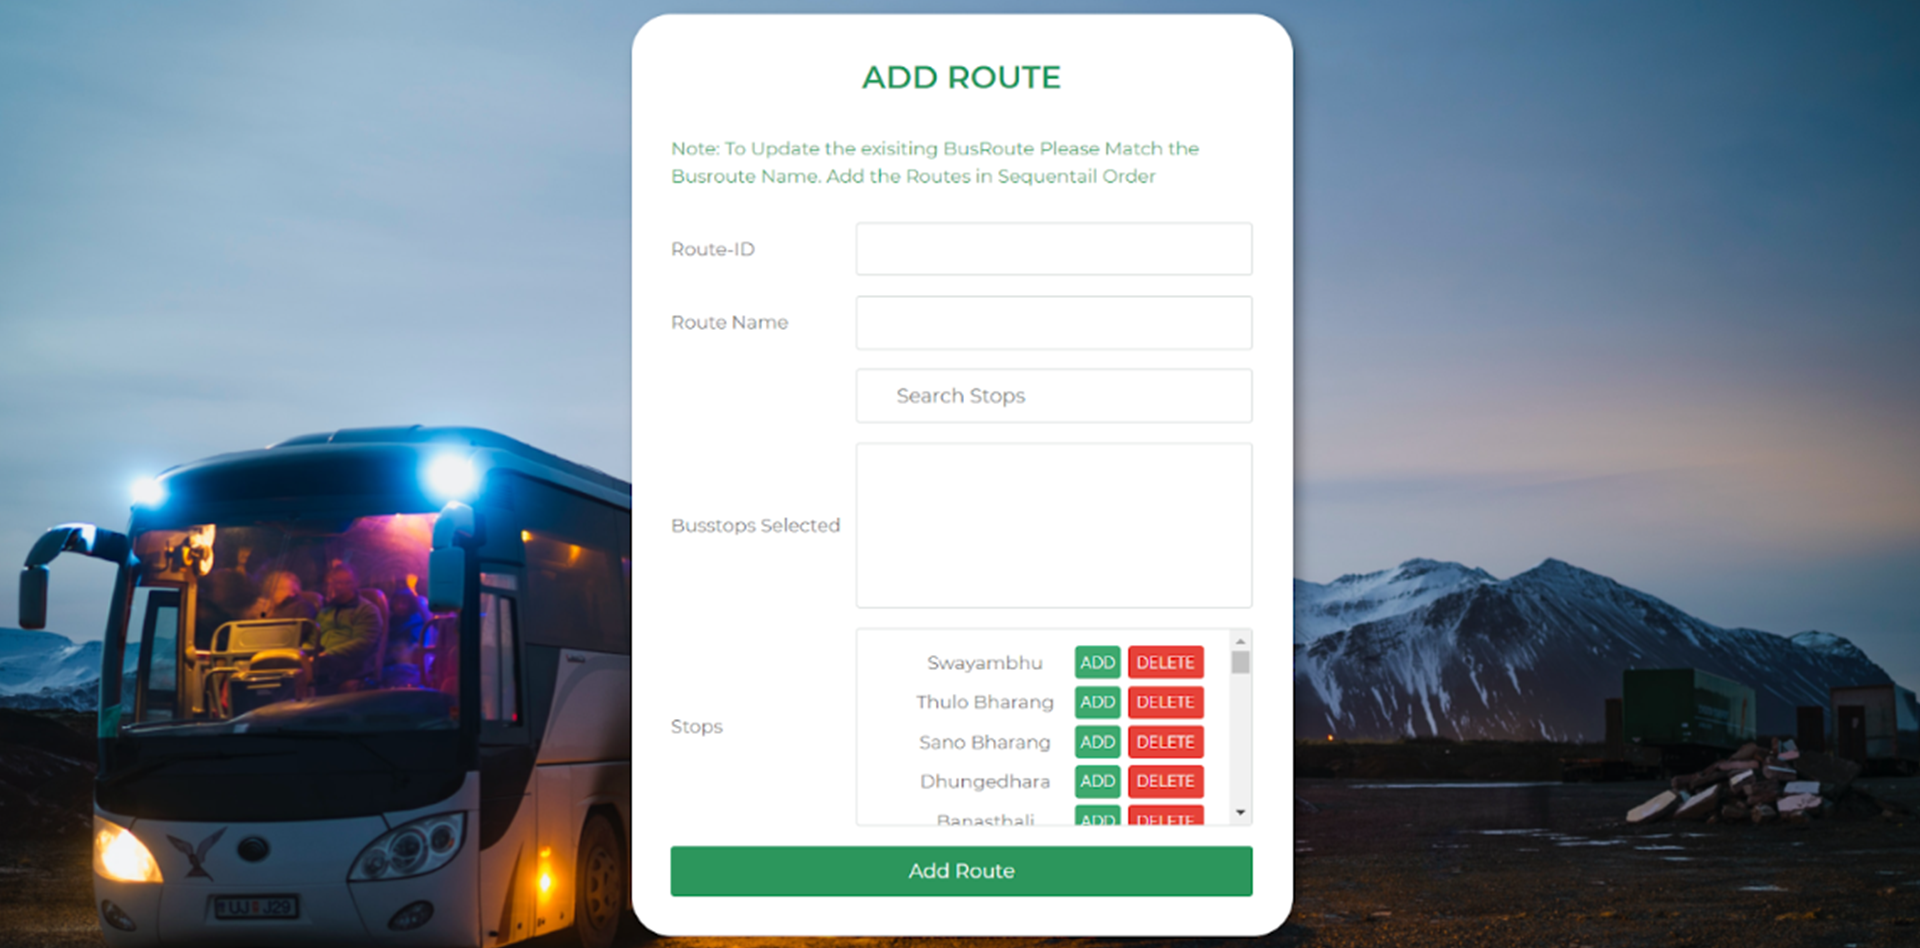 ADD ROUTE
Note: To Update the exisiting BusRoute Please Match the
Busroute Name. Add the Routes in Sequentail Order
Route-ID
Route Name
Search Stops
Busstops Selected
Stops
Swayambhu ADD DELETE
Thulo Bharang ADD DELETE
Sano Bharang ADD DELETE
Dhungedhara ADD DELETE
Banasthali ADD DELETE
Add Route